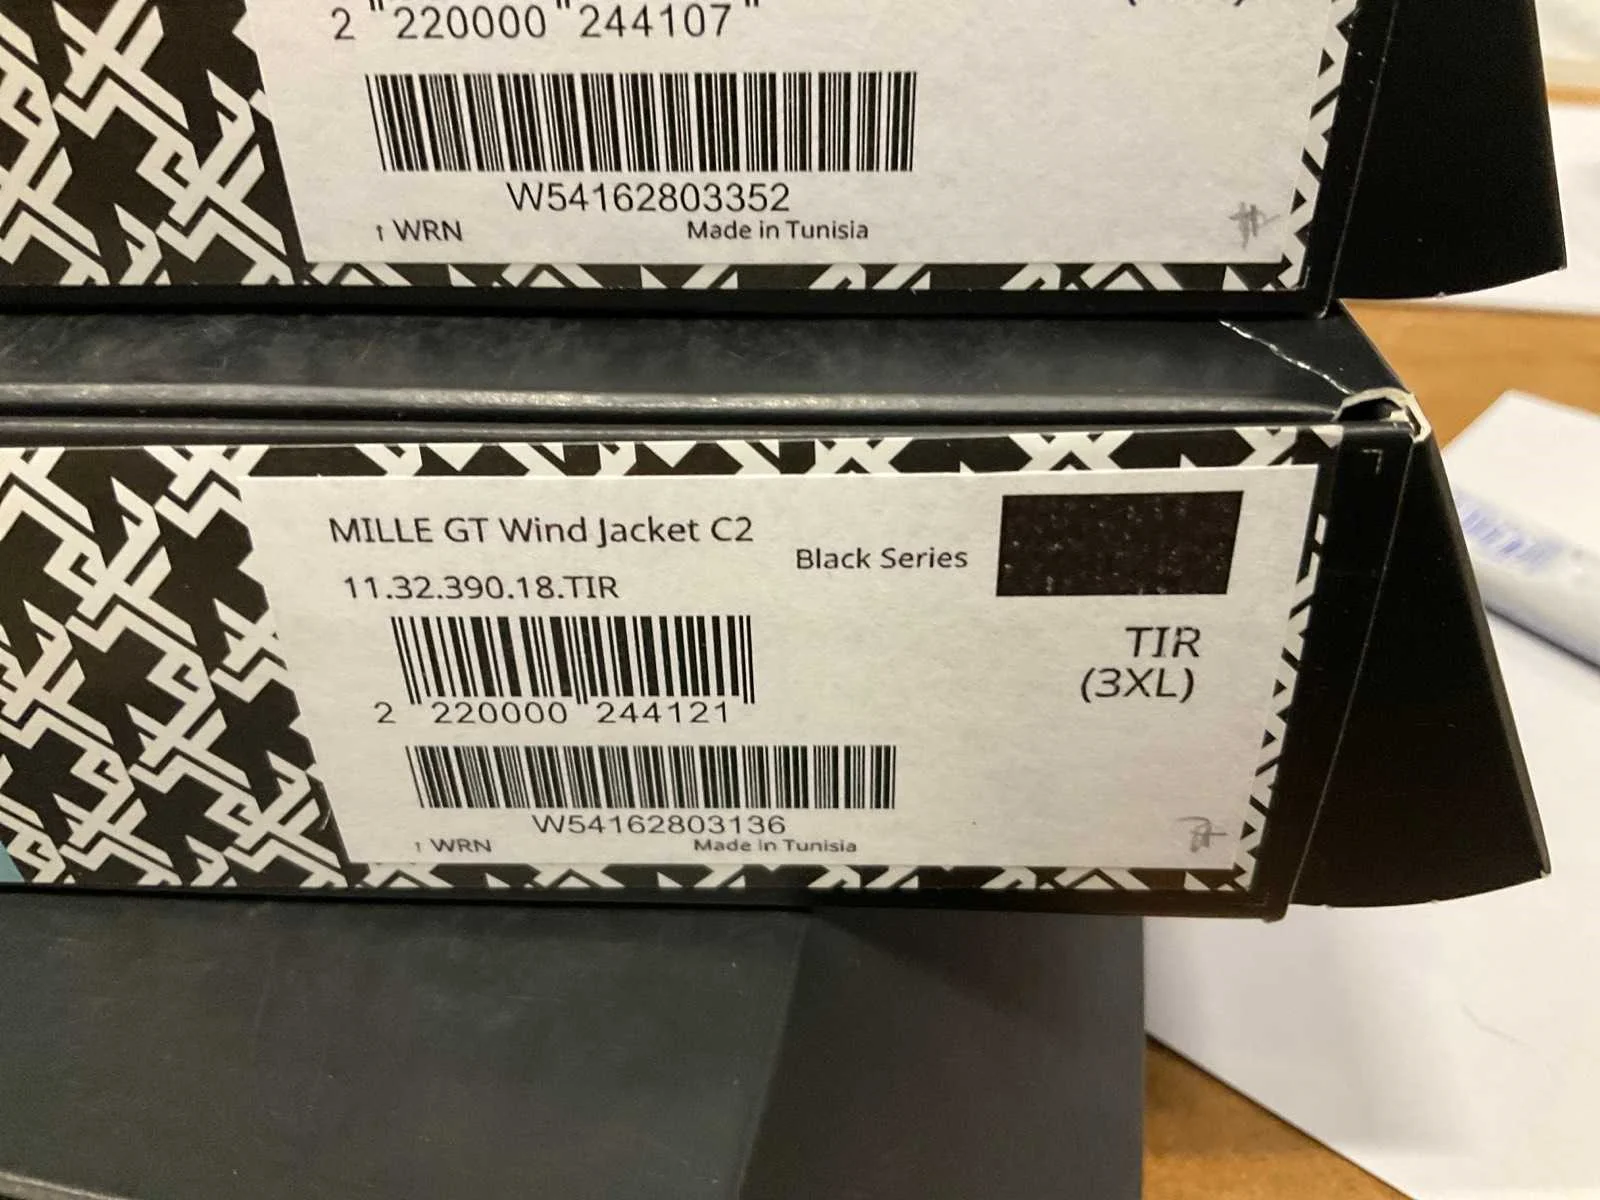 2 "220000"244107"
W54162803352
1 WRN Made in Tunisia
MILLE GT Wind Jacket C2
Black Series
11.32.390.18.TIR
TIR
(3XL)
2 "220000"244121"
W54162803136
1 WRN Made in Tunisia